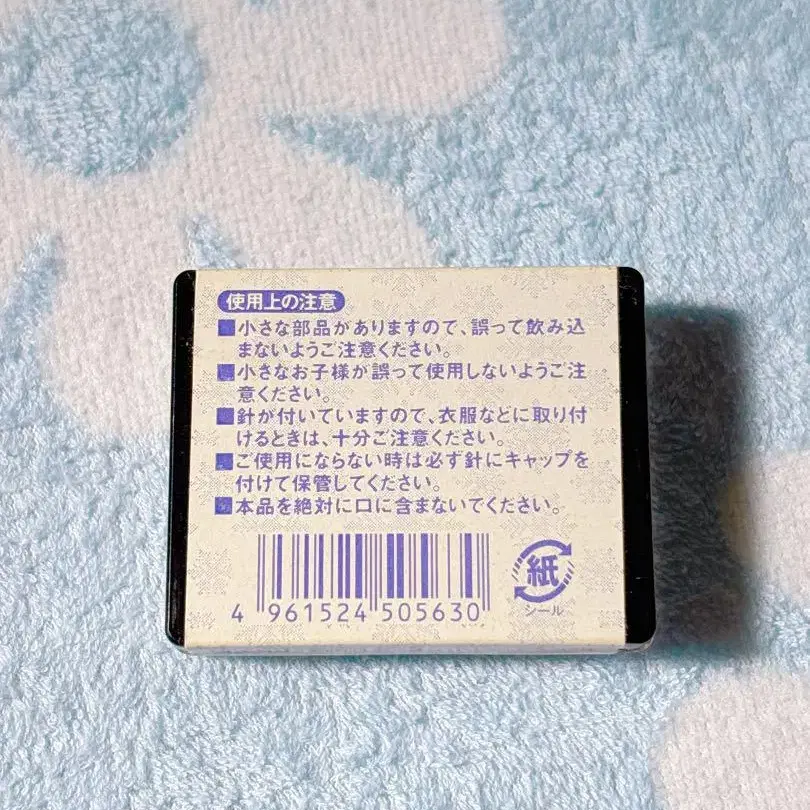 使用上の注意
■小さな部品がありますので、誤って飲み込
まないようご注意ください。
■小さなお子様が誤って使用しないようご注
意ください。
■針が付いていますので、衣服などに取り付
けるときは、十分ご注意ください。
■ご使用にならない時は必ず針にキャップを
付けて保管してください。
■本品を絶対に口に含まないでください。
4 961524 505630
紙
シール